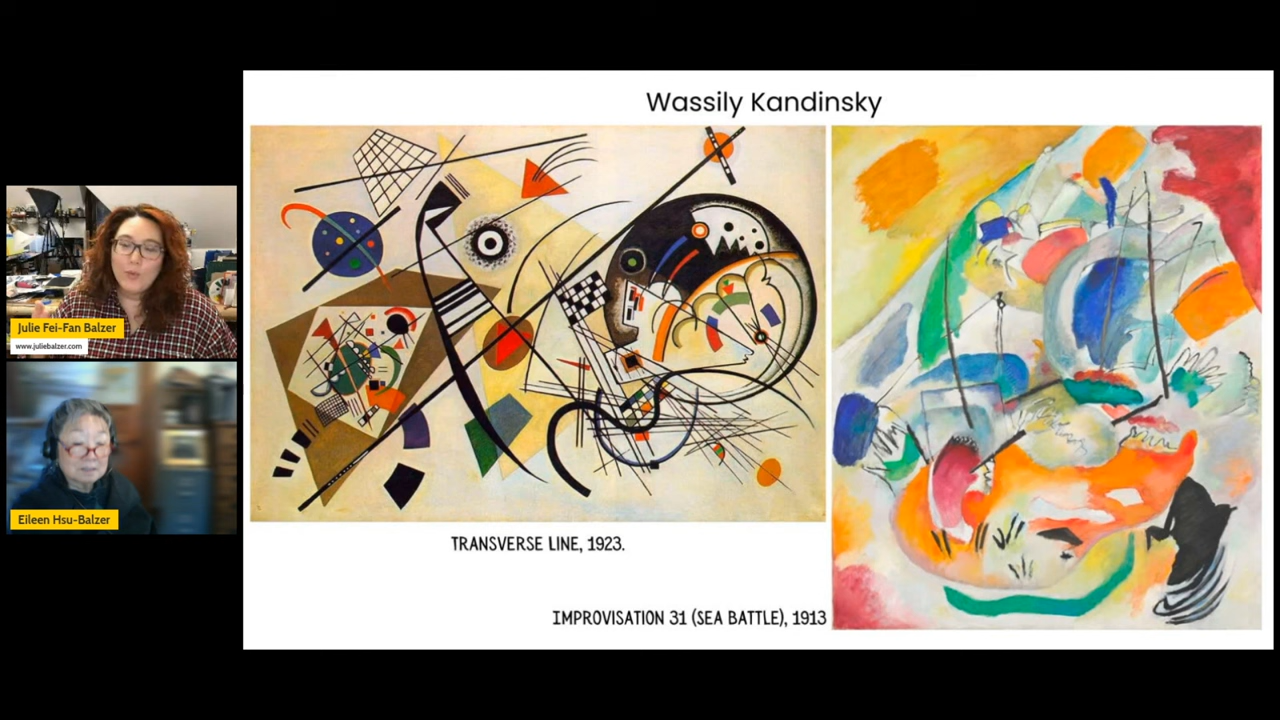 Wassily Kandinsky
Julie Fei-Fan Balzer
www.juliebalzer.com
Eileen Hsu-Balzer
TRANSVERSE LINE, 1923.
IMPROVISATION 31 (SEA BATTLE), 1913